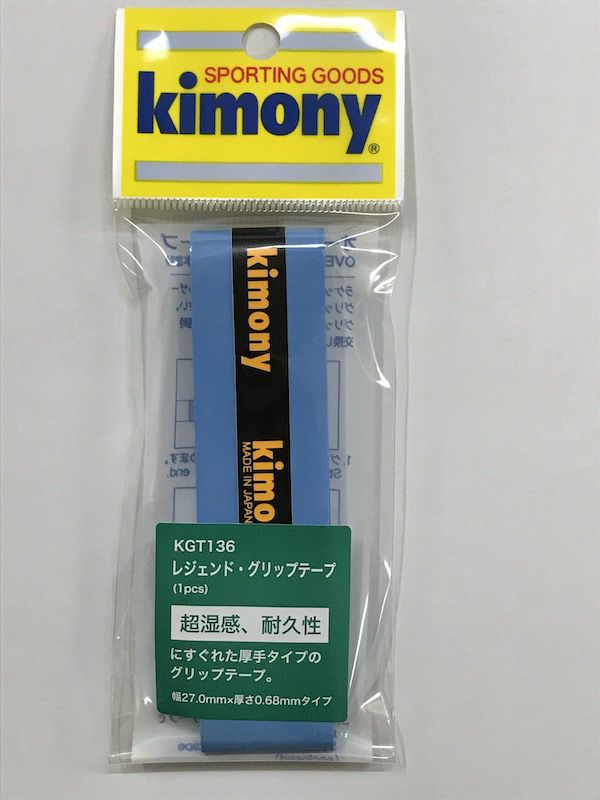 SPORTING GOODS
kimony®
kimony
kimo
MADE IN JAPAN
KGT136
レジェンド・グリップテープ
(1pcs)
超湿感、耐久性
にすぐれた厚手タイプの
グリップテープ。
幅27.0mm×厚さ0.68mmタイプ